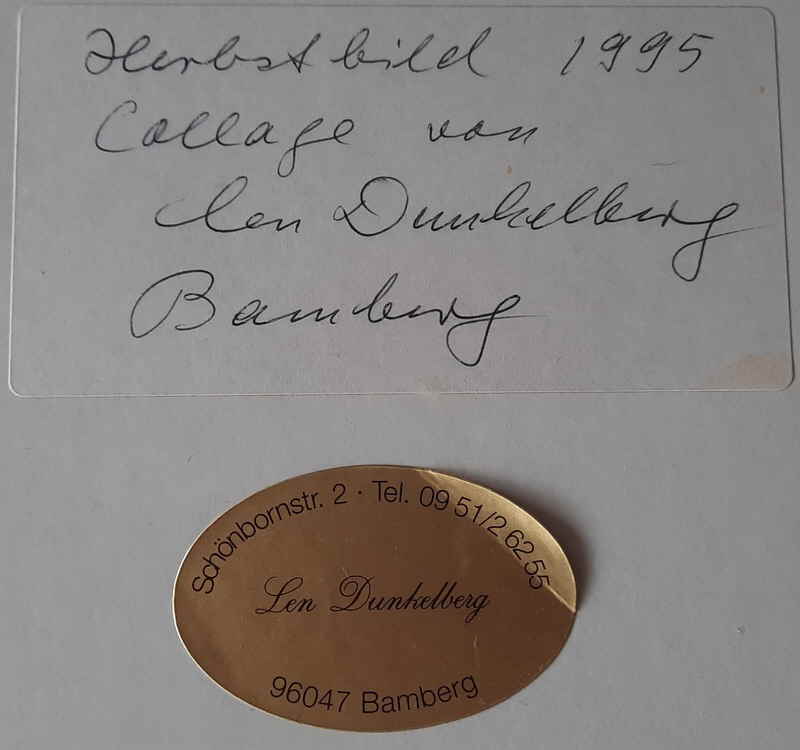 Herbstbild 1995
Collage von
Len Dunkelberg
Bamberg
Schönbornstr. 2 · Tel. 09 51/2 62 55
Len Dunkelberg
96047 Bamberg